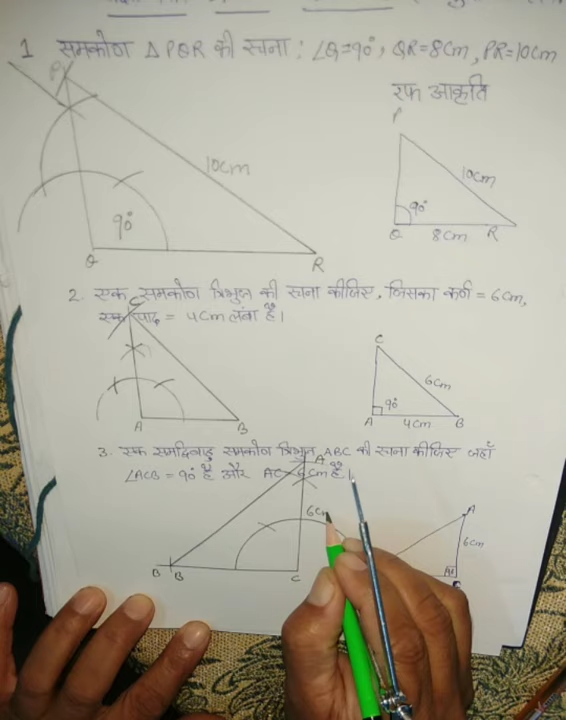 1 समकोण △PQR की रचना : ∠Q=90°, QR=8cm, PR=10cm
रफ आकृति
P
10cm
90°
Q
R
P
10cm
90°
Q 8cm R
2. एक समकोण त्रिभुज की रचना कीजिए, जिसका कर्ण = 6cm,
एक पाद = 4cm लंबा है।
C
A
B
C
6cm
90
A 4cm B
3. एक समद्विबाहु समकोण त्रिभुज ABC की रचना कीजिए जहाँ
∠ACB = 90° है और AC = 6cm है।
A
6cm
B B C
A
6cm
90